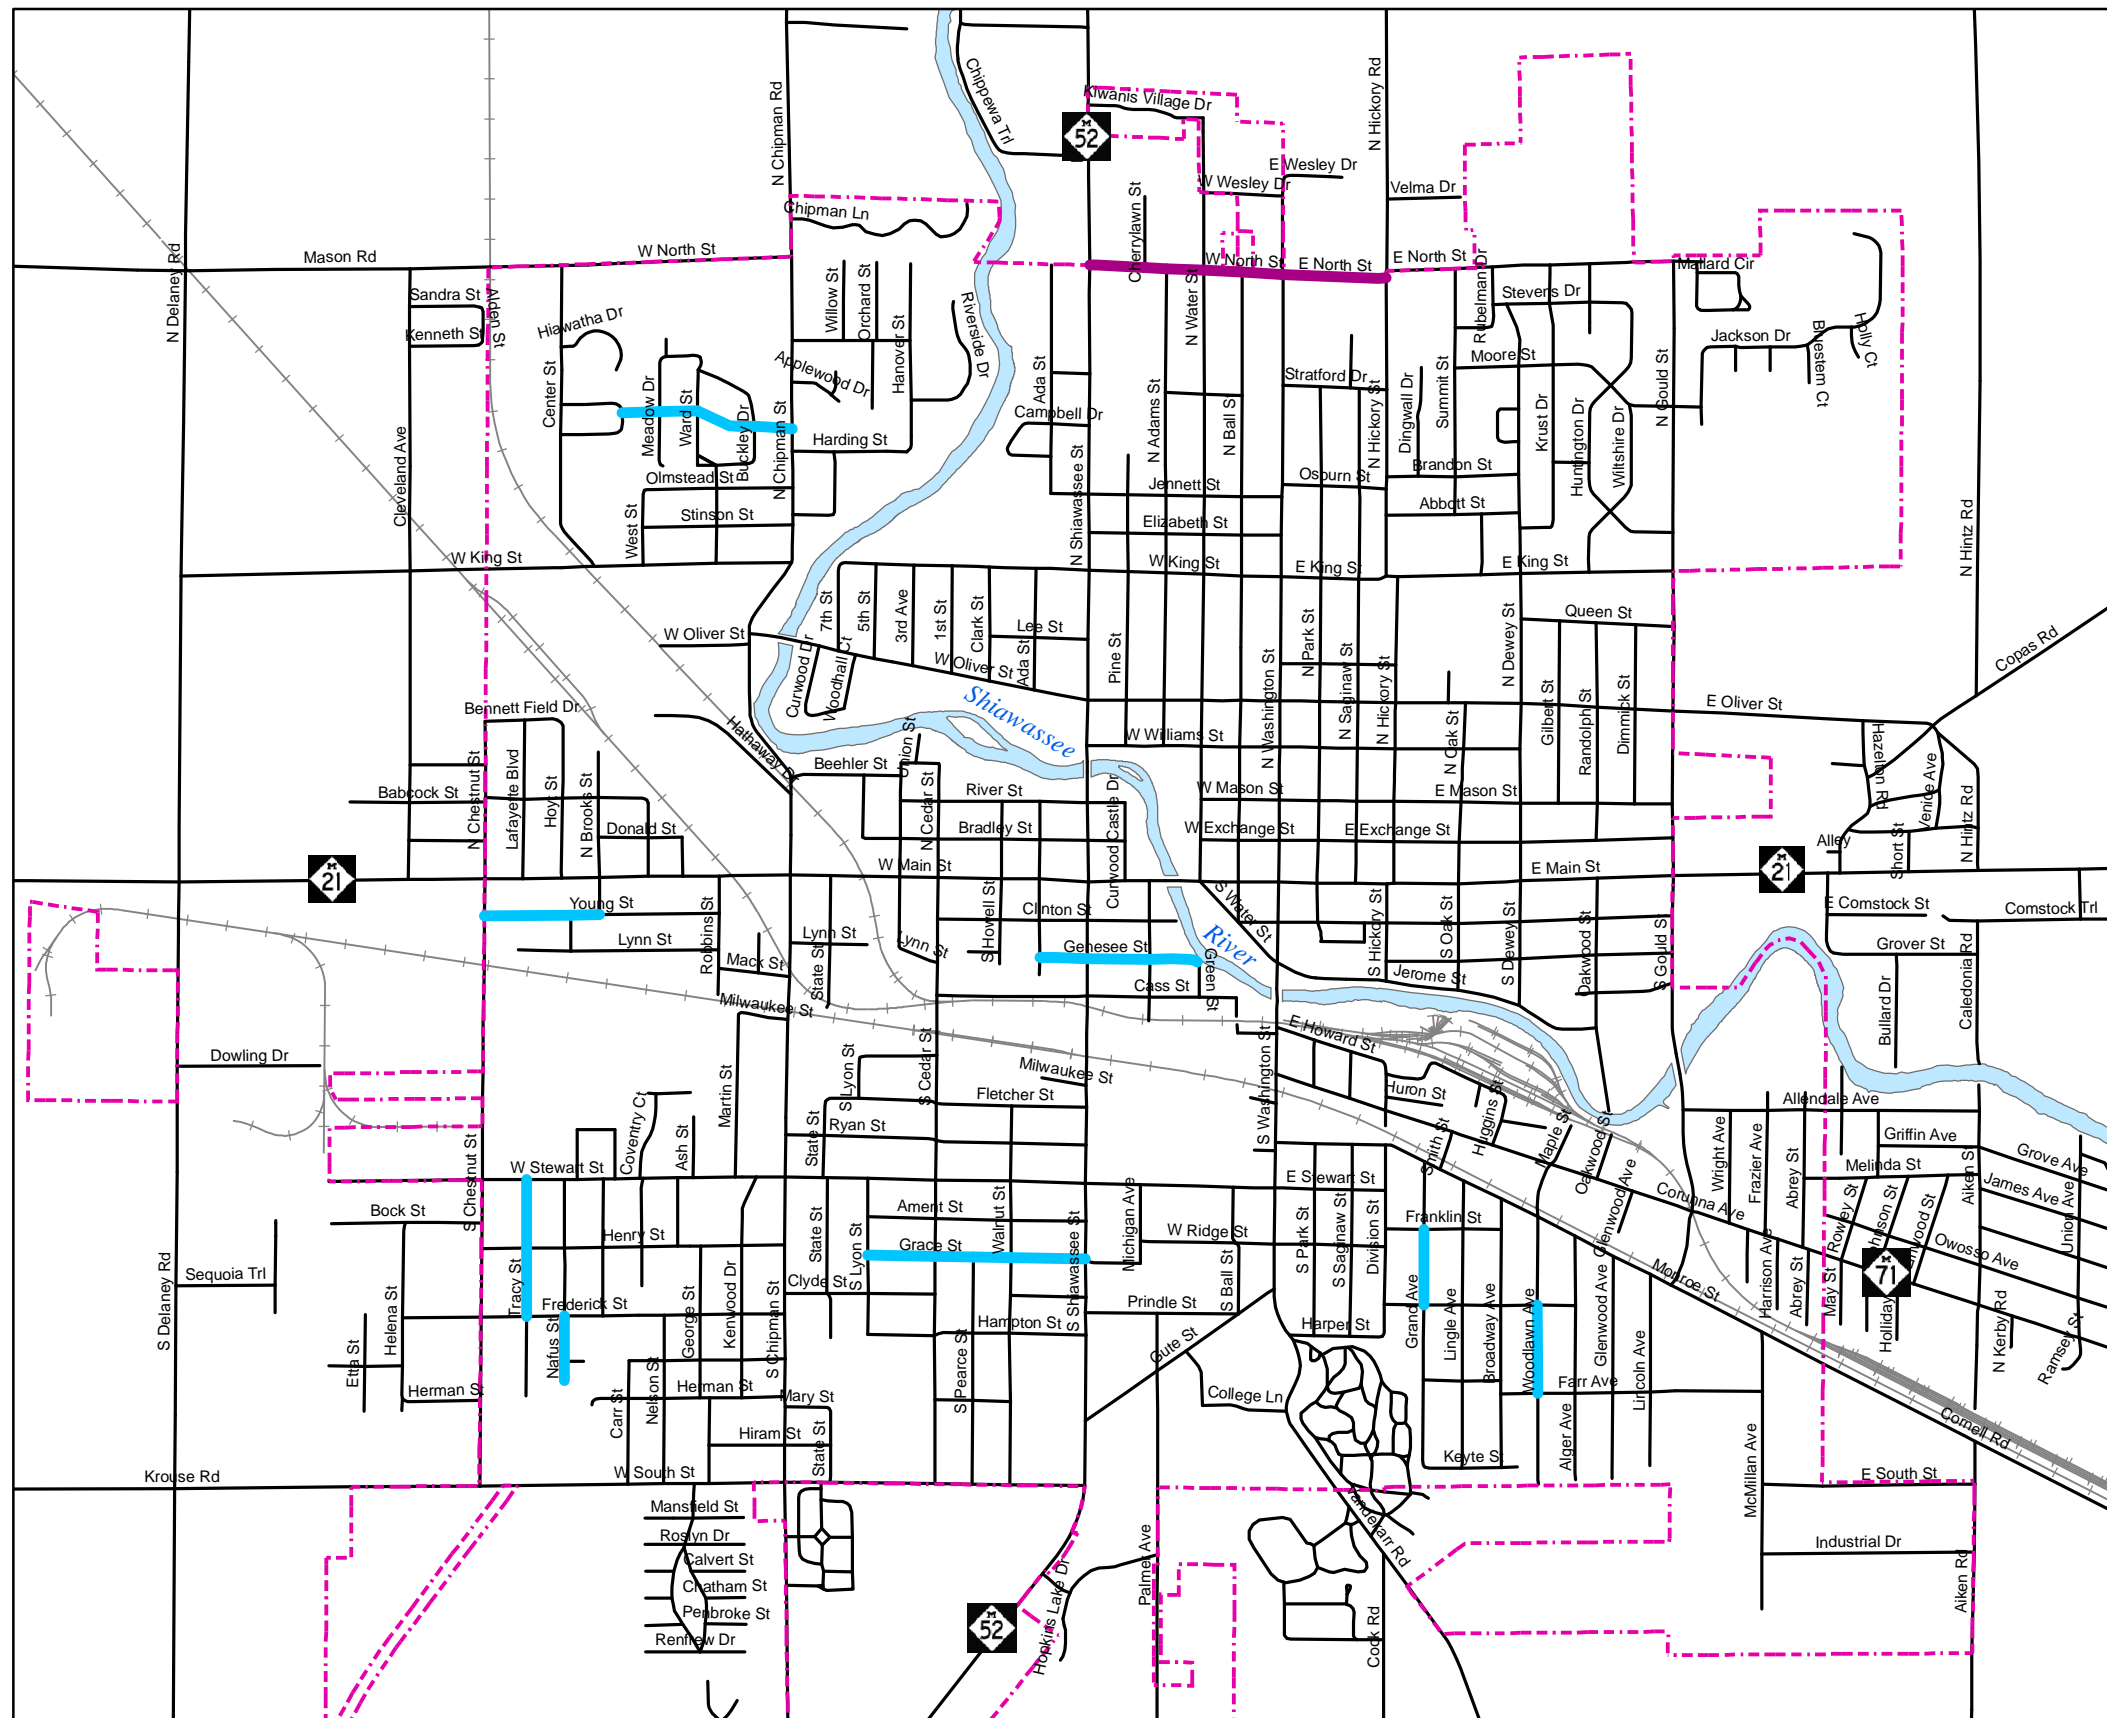 Kiwanis Village Dr
Chippewa Trl
N Hickory Rd
N Chipman Rd
M
52
E Wesley Dr
W Wesley Dr
Velma Dr
Cherrylawn St
Chipman Ln
Mason Rd
W North St
W North St
E North St
E North St
N Delaney Rd
Mallard Cir
Sandra St
Kenneth St
Alden St
Hiawatha Dr
Willow St
Orchard St
Hanover St
Riverside Dr
N Water St
Rubelman Dr
Stevens Dr
Jackson Dr
Bluestem Ct
Holly Ct
Center St
Meadow Dr
Ward St
Buckley Dr
Applewood Dr
N Chipman St
Harding St
Ada St
Campbell Dr
N Adams St
N Ball St
Stratford Dr
N Hickory St
Dingwall Dr
Summit St
Moore St
Krust Dr
Huntington Dr
Wiltshire Dr
N Gould St
Cleveland Ave
Olmstead St
Stinson St
West St
N Shiawassee St
Jennett St
Elizabeth St
Osburn St
Brandon St
Abbott St
N Hintz Rd
W King St
W King St
E King St
E King St
7th St
5th St
3rd Ave
1st St
Clark St
Lee St
Ada St
Pine St
N Park St
N Dewey St
Queen St
W Oliver St
Curwood Dr
Woodhall Ct
W Oliver St
N Washington St
N Saginaw St
N Hickory St
N Oak St
Gilbert St
Randolph St
Dimmick St
E Oliver St
Copas Rd
Shiawassee
Bennett Field Dr
Hathaway Dr
Union St
W Williams St
Hazelton Rd
Venice Ave
N Hintz Rd
Babcock St
N Chestnut St
Lafayette Blvd
Hoyt St
N Brooks St
Donald St
Beehler St
N Cedar St
River St
Bradley St
Curwood Castle Dr
W Mason St
E Mason St
W Exchange St
E Exchange St
Alley
Short St
M
21
W Main St
E Main St
M
21
Young St
Lynn St
Robbins St
Mack St
Lynn St
State St
Lynn St
S Howell St
Clinton St
Genesee St
Cass St
Green St
S Water St
River
S Hickory St
S Oak St
Jerome St
S Dewey St
Oakwood St
S Gould St
E Comstock St
Comstock Trl
Grover St
Bullard Dr
Caledonia Rd
Milwaukee St
Milwaukee St
E Howard St
Dowling Dr
Martin St
S Lyon St
S Cedar St
Fletcher St
S Washington St
Huron St
Huggins St
Smith St
Maple St
Oakwood St
Allendale Ave
Coventry Ct
Ash St
State St
Ryan St
W Stewart St
S Chestnut St
E Stewart St
Glenwood Ave
Corunna Ave
Wright Ave
Frazier Ave
Abrey St
Griffin Ave
Melinda St
Aiken St
Grove Ave
James Ave
Union Ave
Owosso Ave
Rowley St
Bock St
Henry St
State St
S Lyon St
Ament St
Grace St
Walnut St
S Shiawassee St
Michigan Ave
W Ridge St
S Ball St
S Park St
S Saginaw St
Division St
Franklin St
Monroe St
M
71
Sequoia Trl
S Delaney Rd
Tracy St
Frederick St
Nafus St
George St
Kenwood Dr
Clyde St
S Chipman St
Prindle St
Hampton St
Harper St
Grand Ave
Lingle Ave
Broadway Ave
Woodlawn Ave
Glenwood Ave
Lincoln Ave
Harrison Ave
Abrey St
May St
Holliday
N Kerby Rd
Ramsey St
Etta St
Helena St
Herman St
Carr St
Nelson St
Herman St
Mary St
S Pearce St
Gute St
College Ln
Farr Ave
Alger Ave
Cornell Rd
Hiram St
State St
Keyte St
McMillan Ave
Krouse Rd
W South St
E South St
Mansfield St
Roslyn Dr
Calvert St
Chatham St
Penbroke St
Renfrew Dr
Vandekarr Rd
Industrial Dr
Aiken Rd
Palmer Ave
Hopkins Lake Dr
M
52
Cook Rd